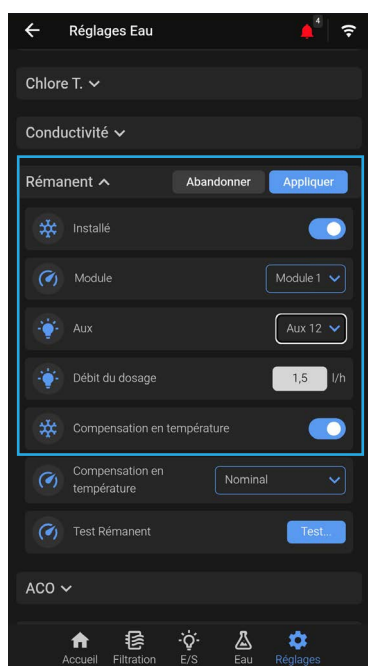 Réglages Eau
4
Chlore T.
Conductivité
Rémanent
Abandonner
Appliquer
Installé
Module
Module 1
Aux
Aux 12
Débit du dosage
1,5
l/h
Compensation en température
Compensation en
température
Nominal
Test Rémanent
Test...
ACO
Accueil
Filtration
E/S
Eau
Réglages